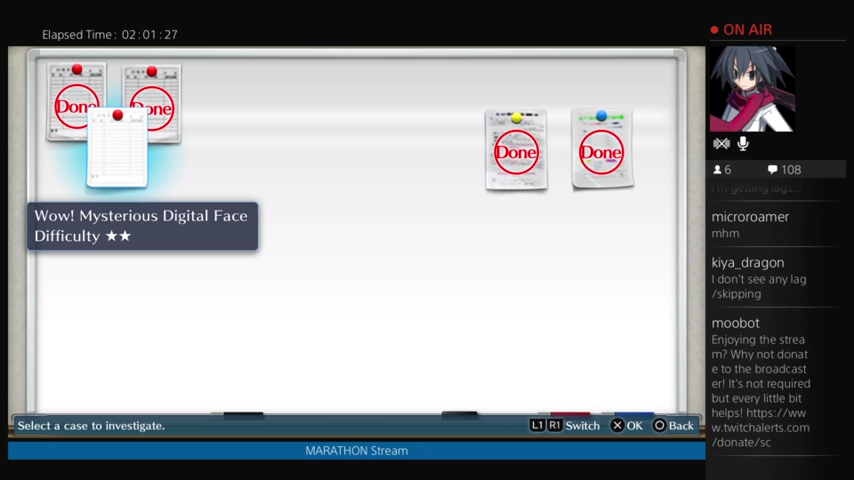 Elapsed Time : 02:01:27
ON AIR
Done
Done
Done
Done
Wow! Mysterious Digital Face
Difficulty ★★
Select a case to investigate.
L1 R1 Switch
OK
Back
MARATHON Stream
6
108
I'm getting lags...
microroamer
mhm
kiya_dragon
I don't see any lag
/skipping
moobot
Enjoying the strea
m? Why not donat
e to the broadcast
er! It's not required
but every little bit
helps! https://ww
w.twitchalerts.com
/donate/sc